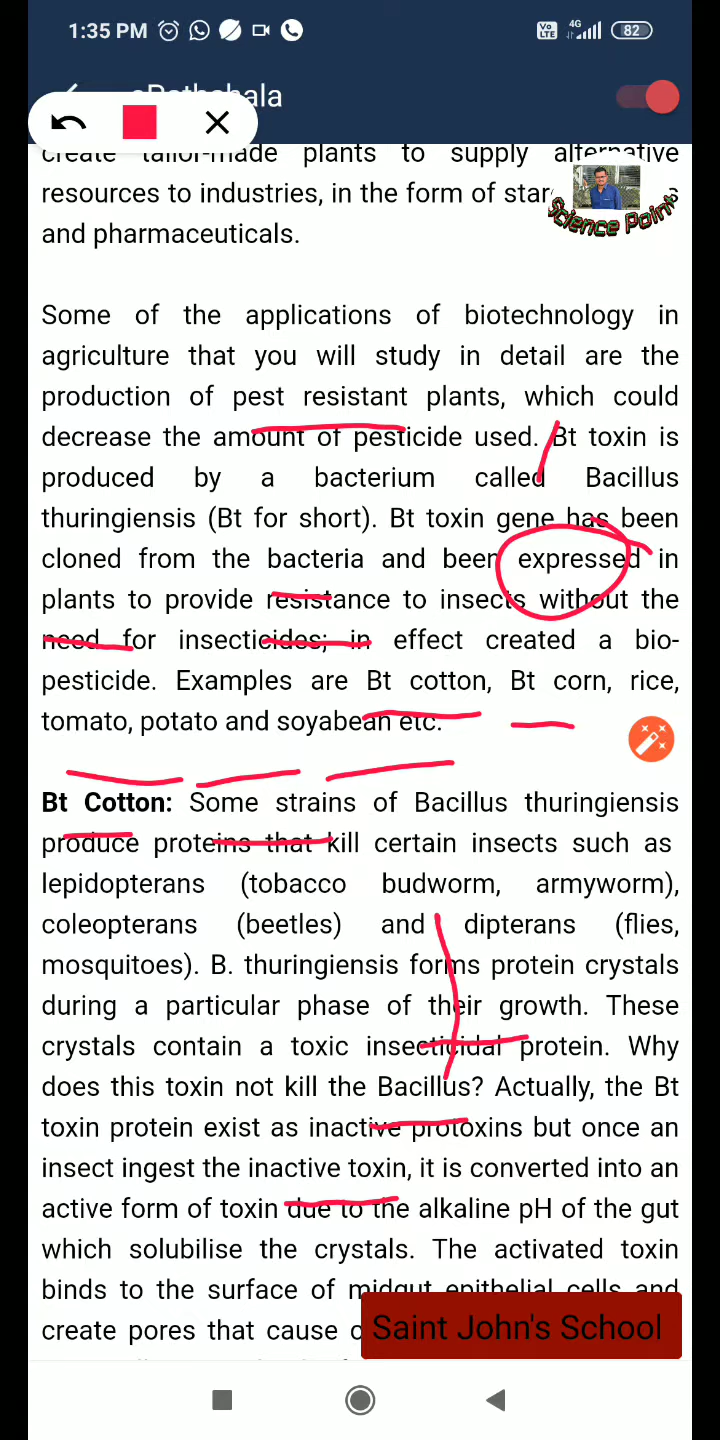 1:35 PM
Vo LTE 4G 82
create tailor-made plants to supply alternative
resources to industries, in the form of
and pharmaceuticals.
Science Point
Some of the applications of biotechnology in
agriculture that you will study in detail are the
production of pest resistant plants, which could
decrease the amount of pesticide used. Bt toxin is
produced by a bacterium called Bacillus
thuringiensis (Bt for short). Bt toxin gene has been
cloned from the bacteria and been expressed in
plants to provide resistance to insects without the
need for insecticides; in effect created a bio-
pesticide. Examples are Bt cotton, Bt corn, rice,
tomato, potato and soyabean etc.
Bt Cotton: Some strains of Bacillus thuringiensis
produce proteins that kill certain insects such as
lepidopterans (tobacco budworm, armyworm),
coleopterans (beetles) and dipterans (flies,
mosquitoes). B. thuringiensis forms protein crystals
during a particular phase of their growth. These
crystals contain a toxic insecticidal protein. Why
does this toxin not kill the Bacillus? Actually, the Bt
toxin protein exist as inactive protoxins but once an
insect ingest the inactive toxin, it is converted into an
active form of toxin due to the alkaline pH of the gut
which solubilise the crystals. The activated toxin
binds to the surface of midgut epithelial cells and
create pores that cause
Saint John's School